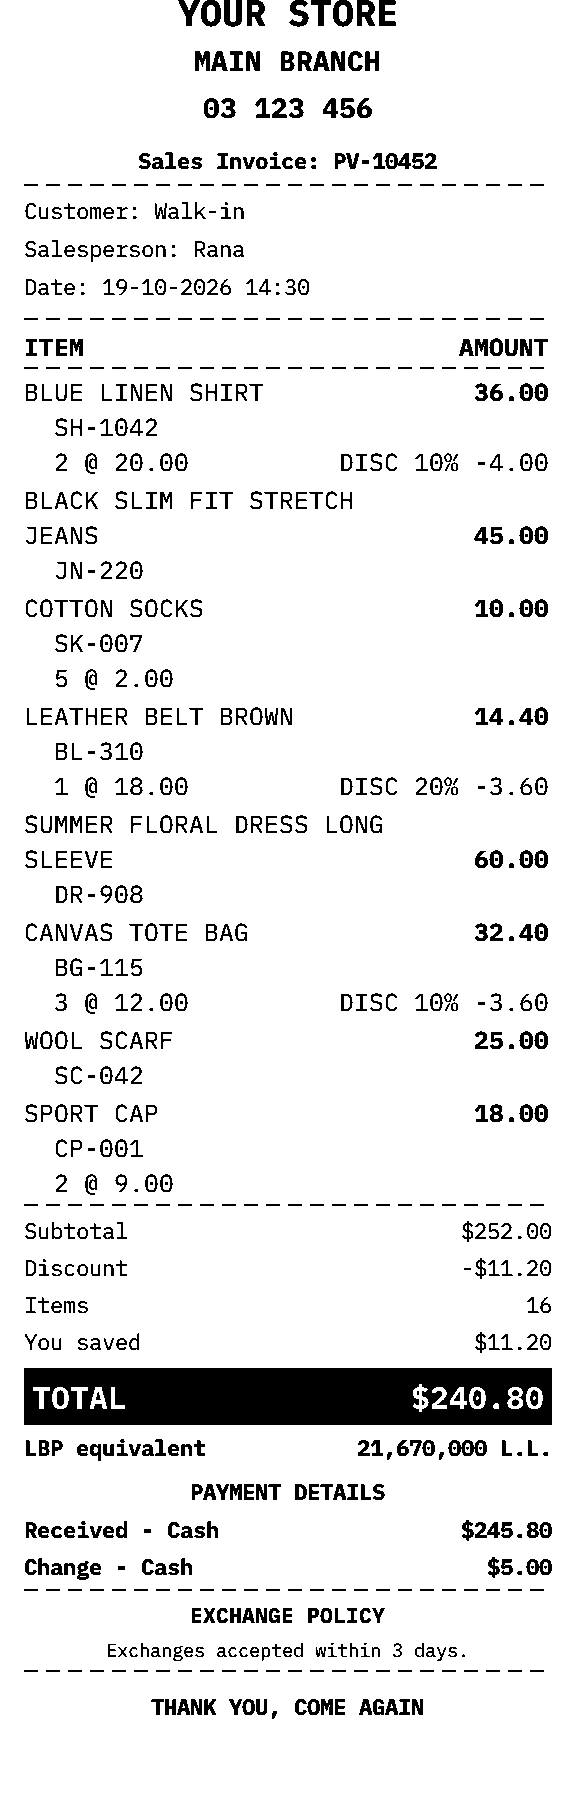 YOUR STORE
MAIN BRANCH
03 123 456
Sales Invoice: PV-10452
Customer: Walk-in
Salesperson: Rana
Date: 19-10-2026 14:30
ITEM AMOUNT
BLUE LINEN SHIRT 36.00
SH-1042
2 @ 20.00 DISC 10% -4.00
BLACK SLIM FIT STRETCH
JEANS 45.00
JN-220
COTTON SOCKS 10.00
SK-007
5 @ 2.00
LEATHER BELT BROWN 14.40
BL-310
1 @ 18.00 DISC 20% -3.60
SUMMER FLORAL DRESS LONG
SLEEVE 60.00
DR-908
CANVAS TOTE BAG 32.40
BG-115
3 @ 12.00 DISC 10% -3.60
WOOL SCARF 25.00
SC-042
SPORT CAP 18.00
CP-001
2 @ 9.00
Subtotal $252.00
Discount -$11.20
Items 16
You saved $11.20
TOTAL $240.80
LBP equivalent 21,670,000 L.L.
PAYMENT DETAILS
Received - Cash $245.80
Change - Cash $5.00
EXCHANGE POLICY
Exchanges accepted within 3 days.
THANK YOU, COME AGAIN